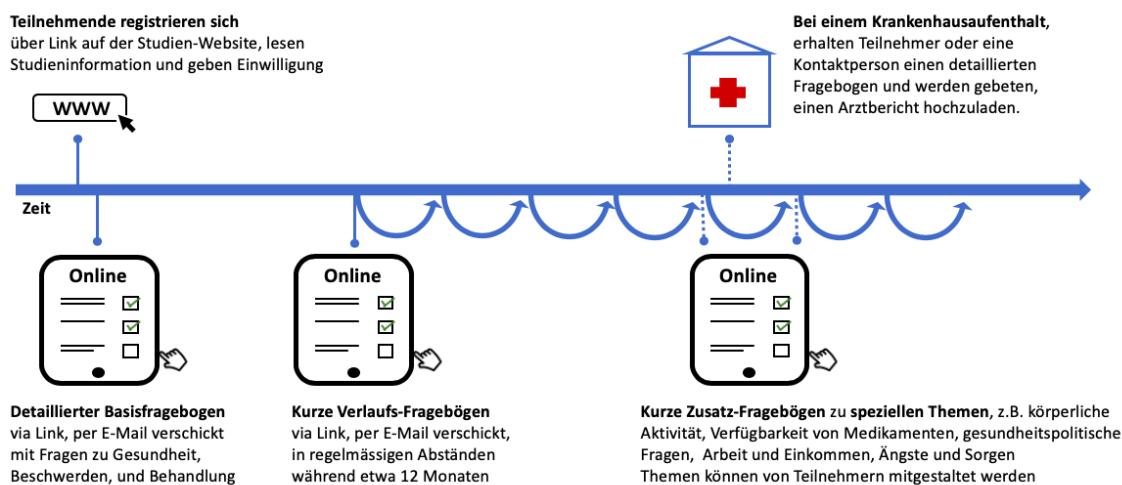 Teilnehmende registrieren sich
über Link auf der Studien-Website, lesen
Studieninformation und geben Einwilligung
WWW
Bei einem Krankenhausaufenthalt,
erhalten Teilnehmer oder eine
Kontaktperson einen detaillierten
Fragebogen und werden gebeten,
einen Arztbericht hochzuladen.
Zeit
Online
Online
Online
Detaillierter Basisfragebogen
via Link, per E-Mail verschickt
mit Fragen zu Gesundheit,
Beschwerden, und Behandlung
Kurze Verlaufs-Fragebögen
via Link, per E-Mail verschickt,
in regelmässigen Abständen
während etwa 12 Monaten
Kurze Zusatz-Fragebögen zu speziellen Themen, z.B. körperliche
Aktivität, Verfügbarkeit von Medikamenten, gesundheitspolitische
Fragen, Arbeit und Einkommen, Ängste und Sorgen
Themen können von Teilnehmern mitgestaltet werden